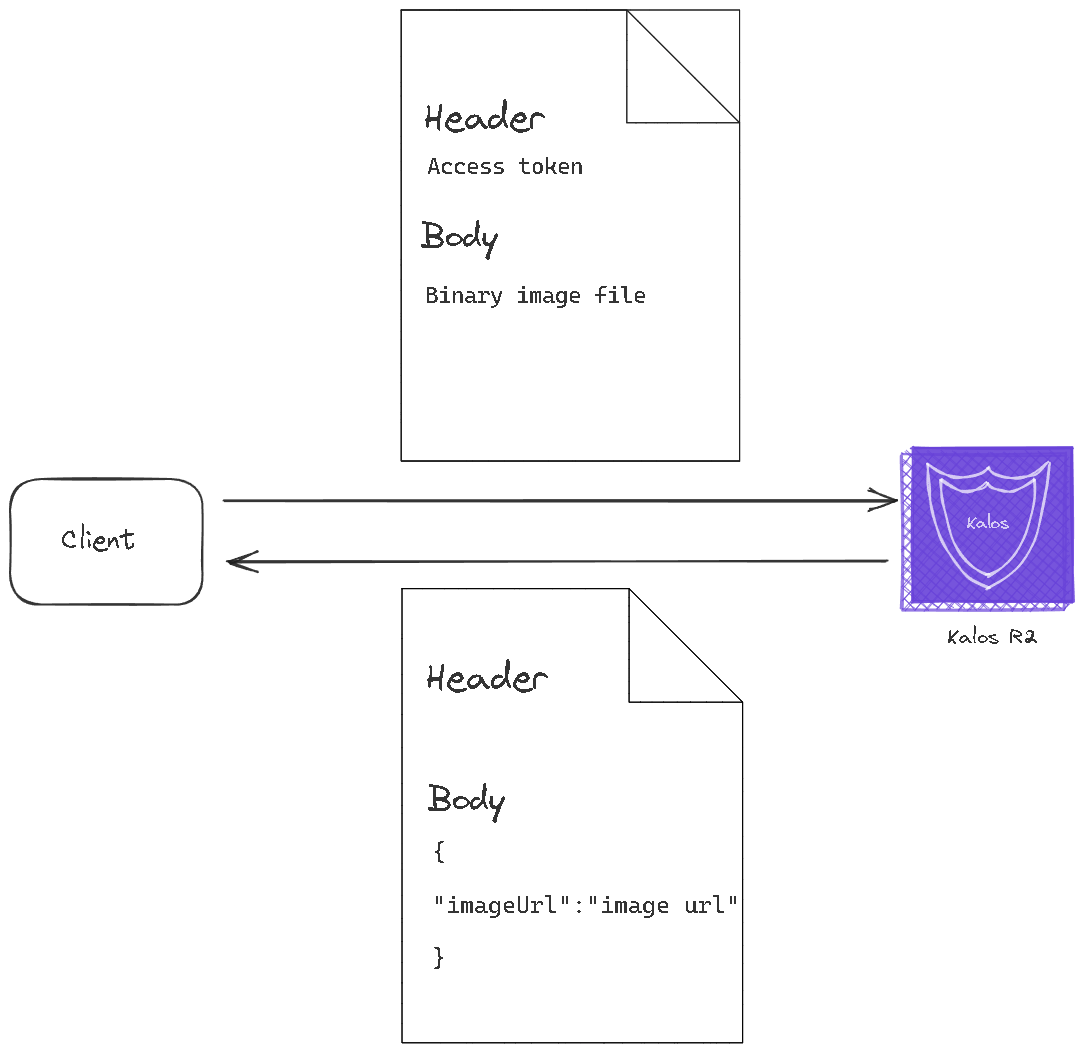 Header
Access token
Body
Binary image file
Client
Kalos
Kalos R2
Header
Body
{
"imageUrl":"image url"
}